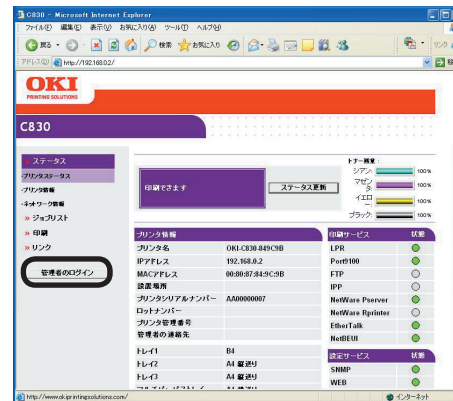 C830 - Microsoft Internet Explorer
ファイル(F) 編集(E) 表示(V) お気に入り(A) ツール(T) ヘルプ(H)
戻る 検索 お気に入り
アドレス(D) http://192.168.0.2/
OKI
PRINTING SOLUTIONS
C830
ステータス
プリンタステータス
プリンタ情報
ネットワーク情報
ジョブリスト
印刷
リンク
管理者のログイン
印刷できます
ステータス更新
トナー残量:
シアン: 100%
マゼンタ: 100%
イエロー: 100%
ブラック: 100%
プリンタ情報
プリンタ名 OKI-C830-849C9B
IPアドレス 192.168.0.2
MACアドレス 00:80:87:84:9C:9B
設置場所
プリンタシリアルナンバー AA00000007
ロットナンバー
プリンタ管理番号
管理者の連絡先
トレイ1 B4
トレイ2 A4 縦送り
トレイ3 A4 縦送り
印刷サービス 状態
LPR
Port9100
FTP
IPP
NetWare Pserver
NetWare Rprinter
EtherTalk
NetBEUI
設定サービス 状態
SNMP
WEB
http://www.okiprintingsolutions.com/
インターネット